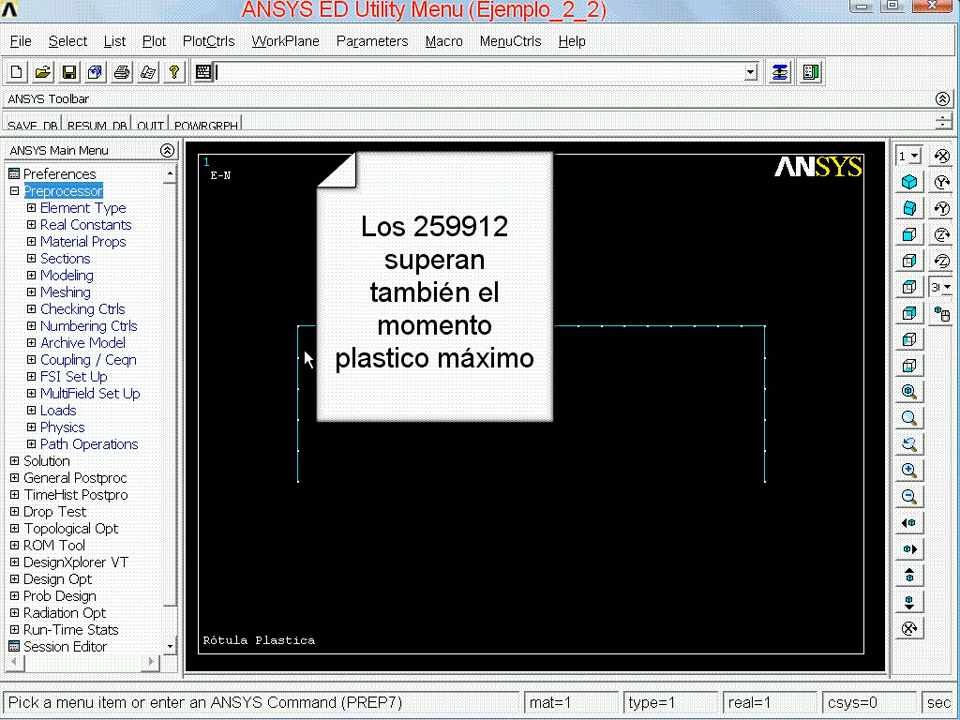 ANSYS ED Utility Menu (Ejemplo_2_2)
File Select List Plot PlotCtrls WorkPlane Parameters Macro MenuCtrls Help
ANSYS Toolbar
SAVE_DB RESUM_DB QUIT POWRGRPH
ANSYS Main Menu
Preferences
Preprocessor
Element Type
Real Constants
Material Props
Sections
Modeling
Meshing
Checking Ctrls
Numbering Ctrls
Archive Model
Coupling / Ceqn
FSI Set Up
MultiField Set Up
Loads
Physics
Path Operations
Solution
General Postproc
TimeHist Postpro
Drop Test
Topological Opt
ROM Tool
DesignXplorer VT
Design Opt
Prob Design
Radiation Opt
Run-Time Stats
Session Editor
1
E-N
ANSYS
Los 259912
superan
también el
momento
plastico máximo
Rótula Plastica
1
Pick a menu item or enter an ANSYS Command (PREP7) mat=1 type=1 real=1 csys=0 sec